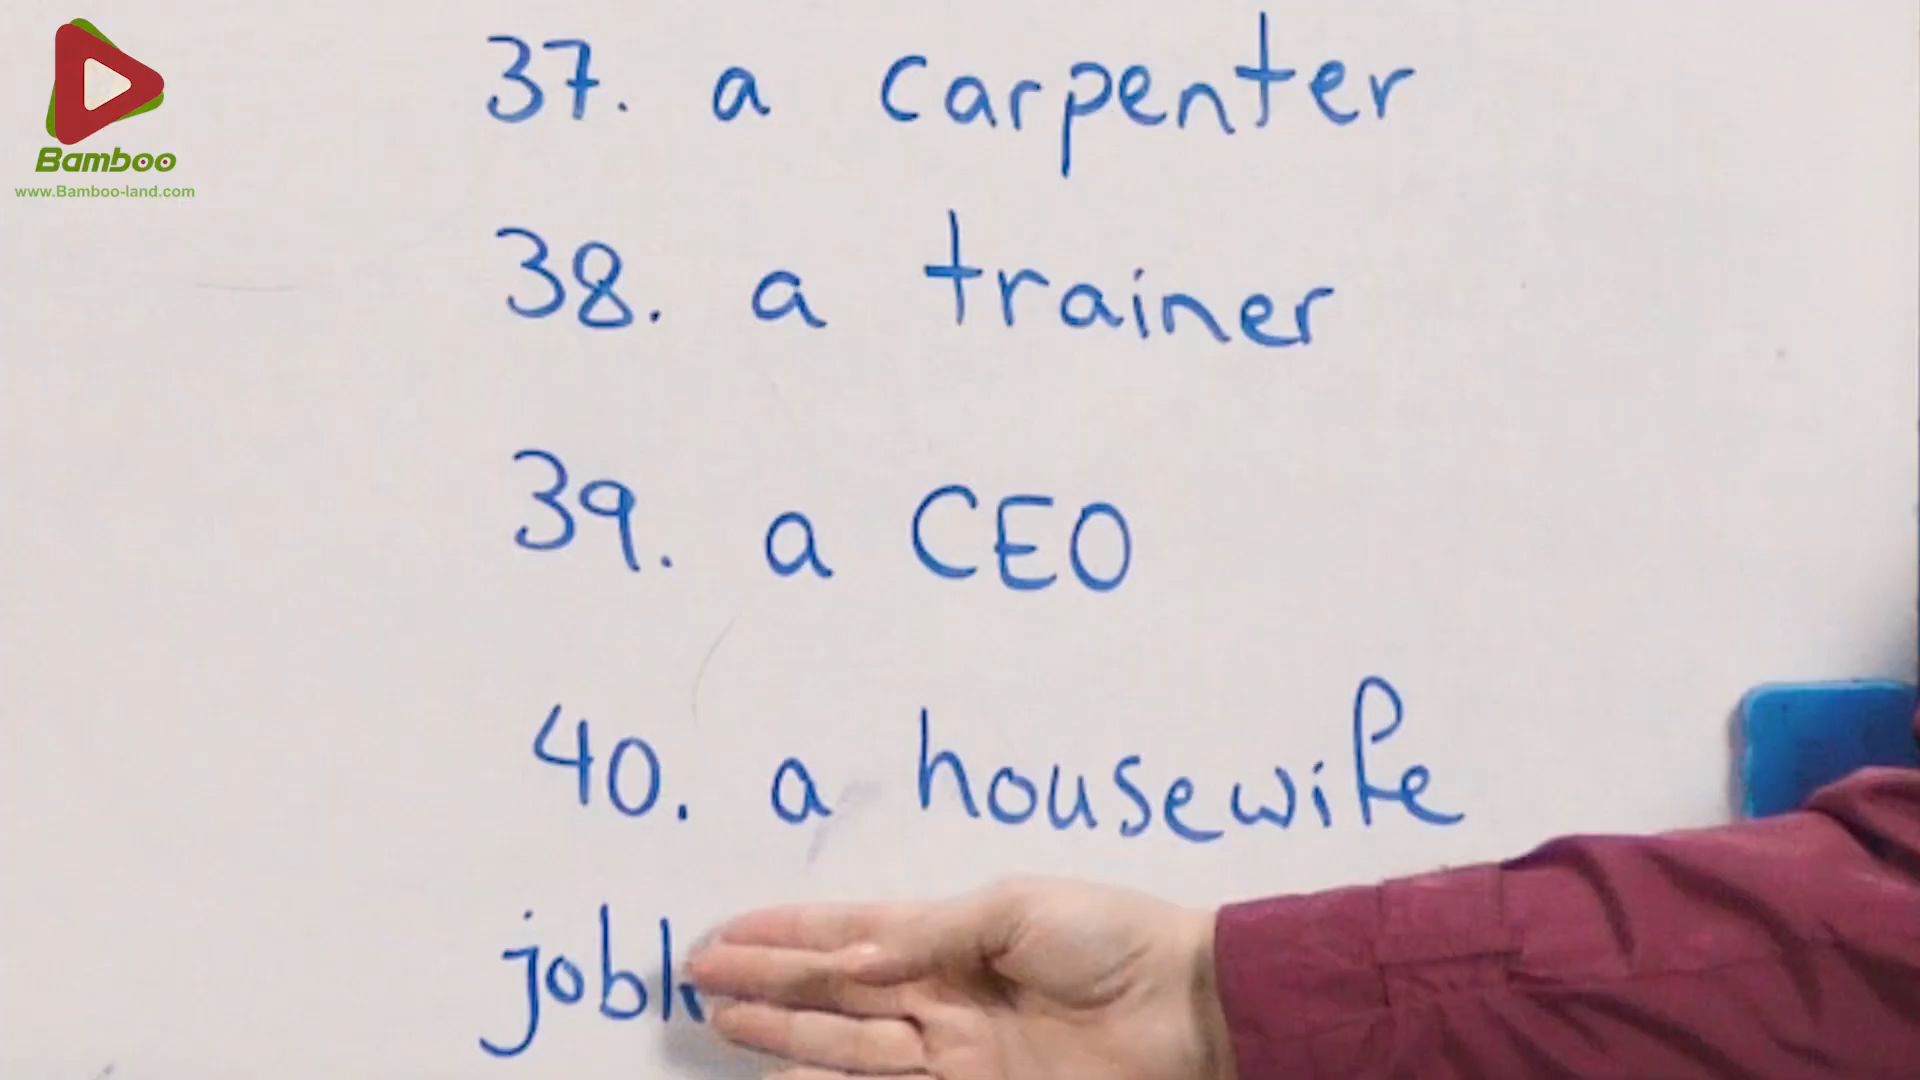 Bamboo
www.Bamboo-land.com
37. a carpenter
38. a trainer
39. a CEO
40. a housewife